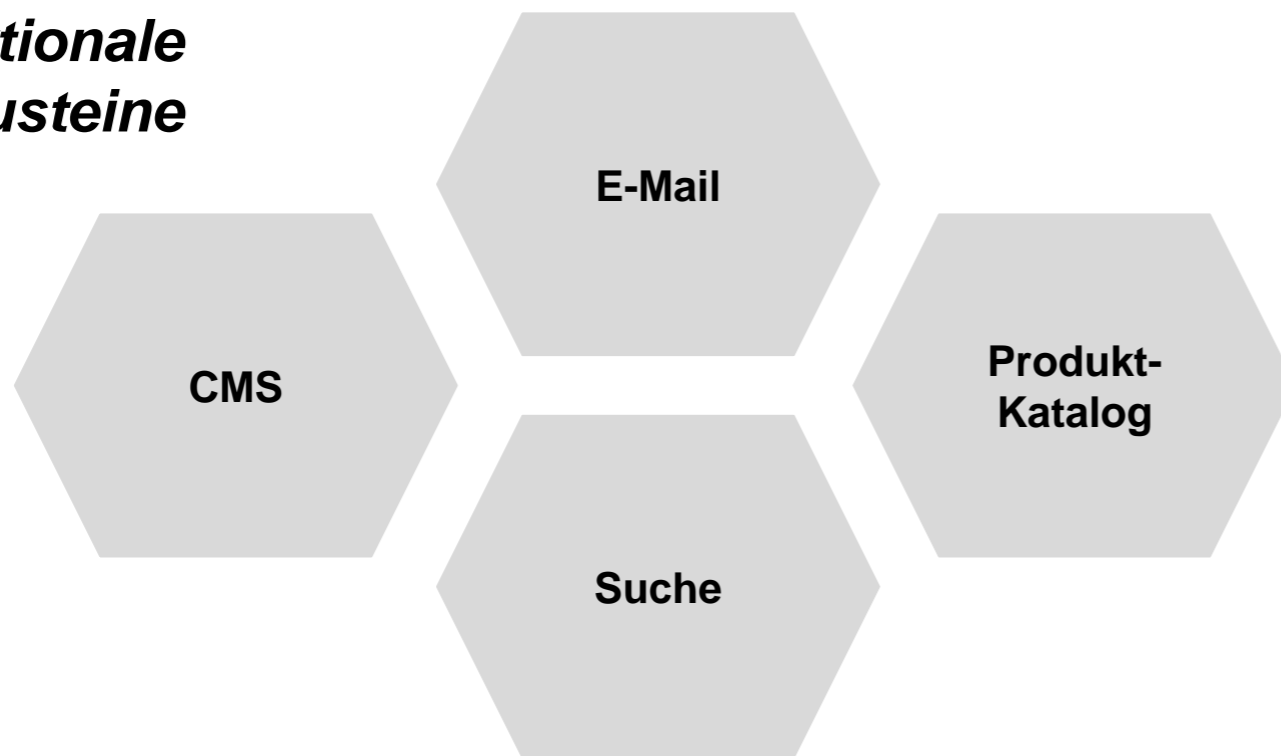 tionale
usteine
E-Mail
CMS
Produkt-
Katalog
Suche